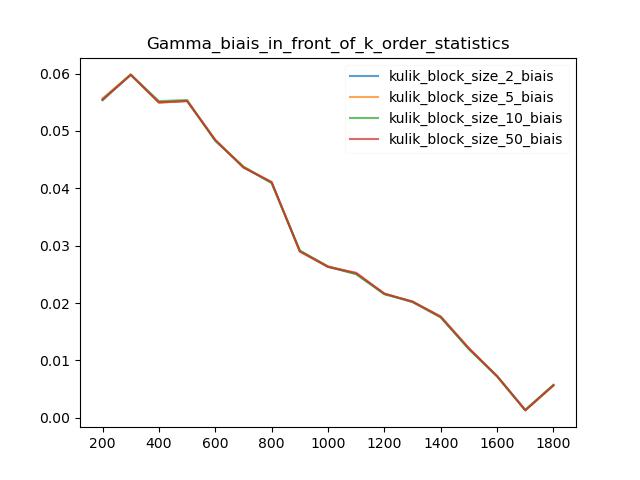 Gamma_biais_in_front_of_k_order_statistics
kulik_block_size_2_biais
kulik_block_size_5_biais
kulik_block_size_10_biais
kulik_block_size_50_biais
0.06
0.05
0.04
0.03
0.02
0.01
0.00
200 400 600 800 1000 1200 1400 1600 1800